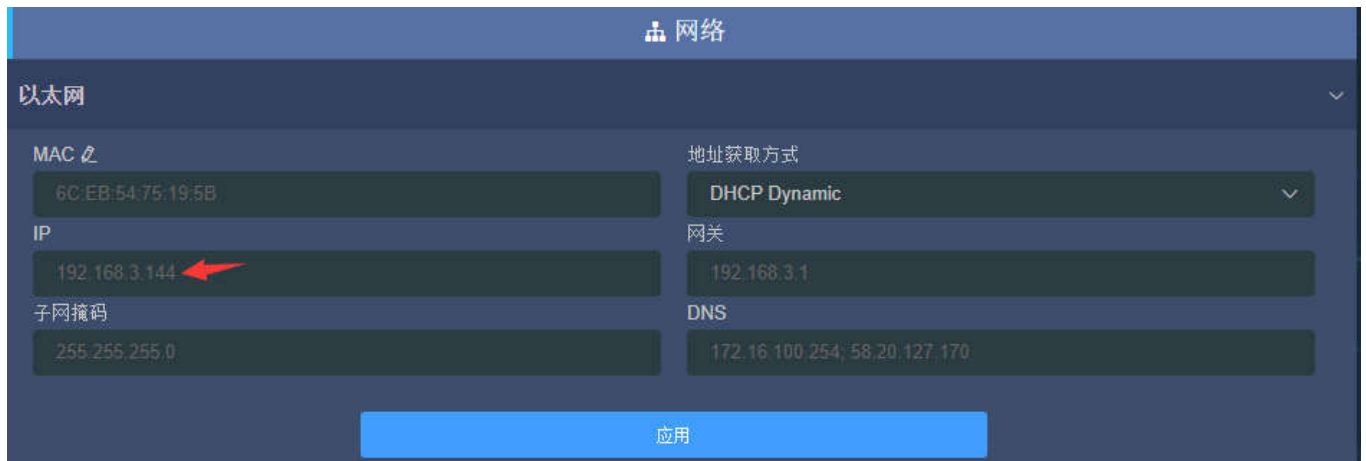 网络
以太网
MAC
地址获取方式
6C:EB:54:75:19:5B
DHCP Dynamic
IP
网关
192.168.3.144
192.168.3.1
子网掩码
DNS
255.255.255.0
172.16.100.254; 58.20.127.170
应用